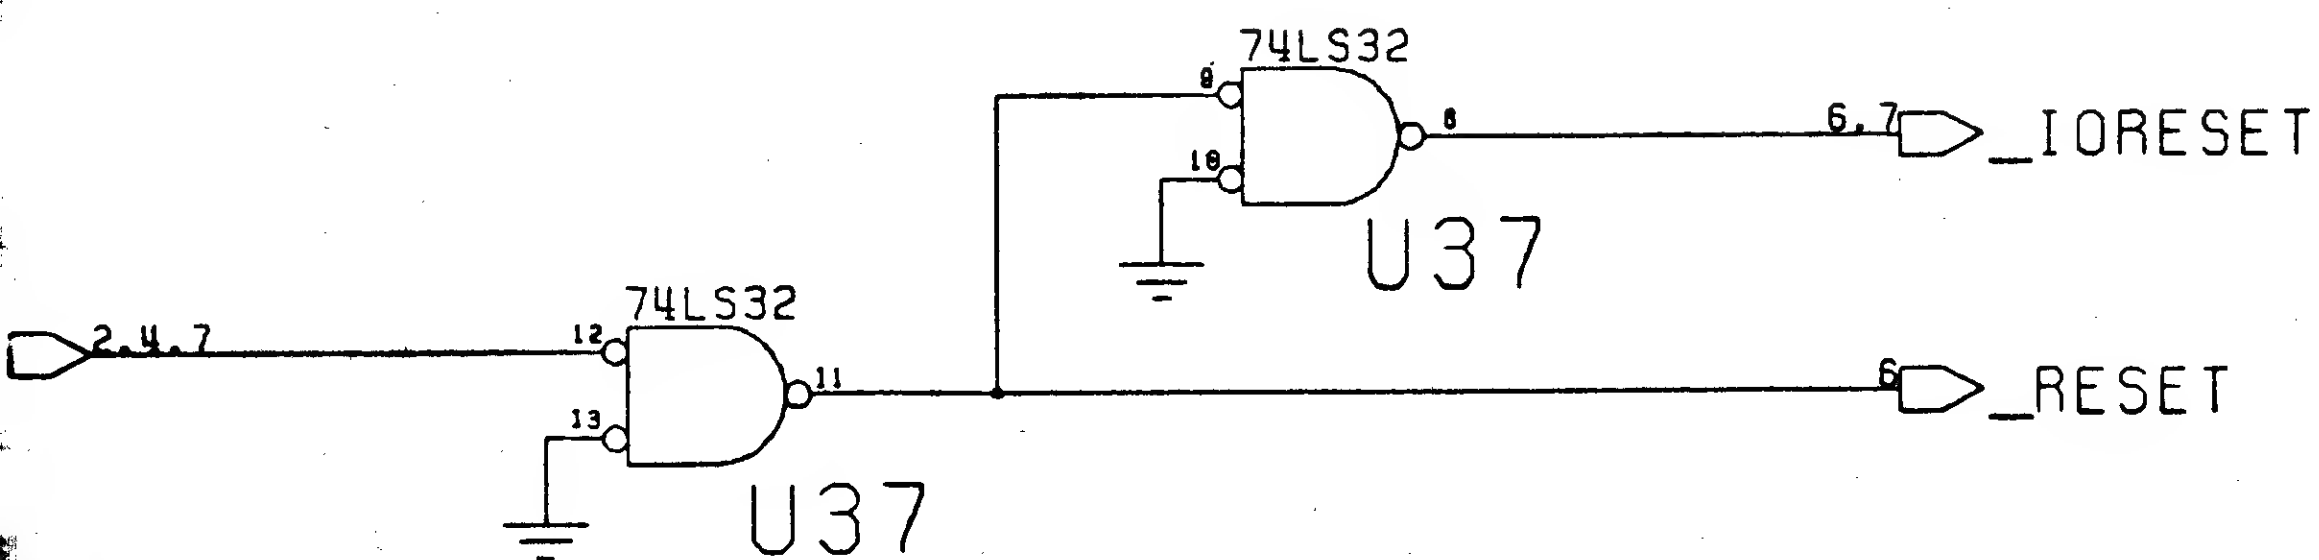 74LS32
9
8
10
6.7
_IORESET
U37
74LS32
2.4.7
12
11
13
6
_RESET
U37